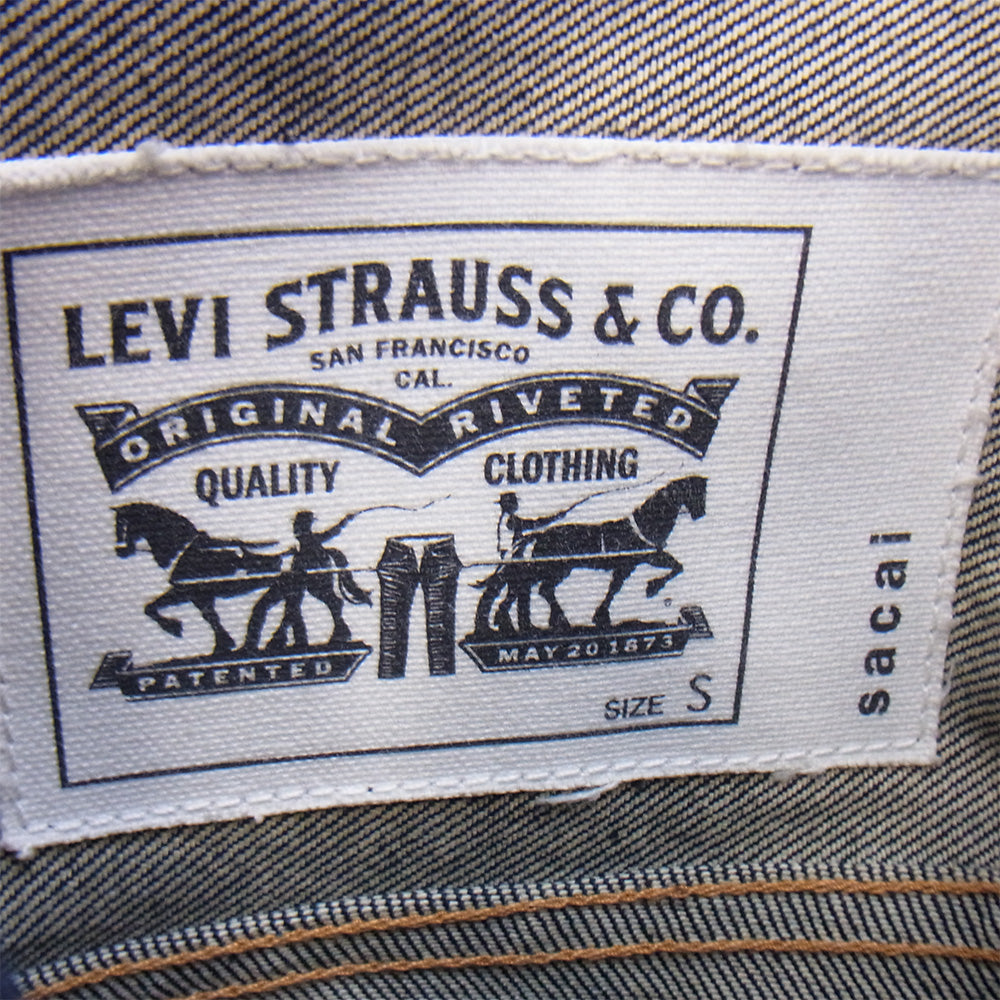 LEVI STRAUSS & CO.
SAN FRANCISCO
CAL.
ORIGINAL RIVETED
QUALITY CLOTHING
PATENTED MAY 20 1873
SIZE S
sacai